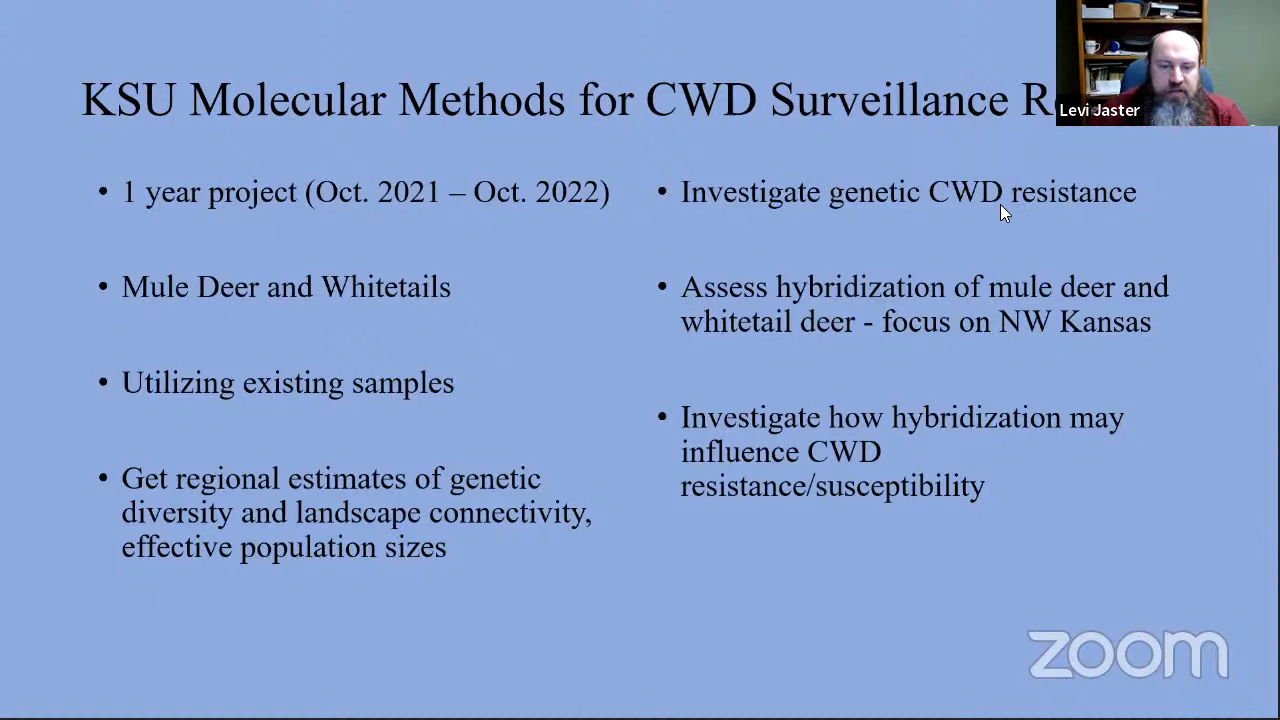 KSU Molecular Methods for CWD Surveillance
Levi Jaster
• 1 year project (Oct. 2021 – Oct. 2022)
• Mule Deer and Whitetails
• Utilizing existing samples
• Get regional estimates of genetic
diversity and landscape connectivity,
effective population sizes
• Investigate genetic CWD resistance
• Assess hybridization of mule deer and
whitetail deer - focus on NW Kansas
• Investigate how hybridization may
influence CWD
resistance/susceptibility
zoom